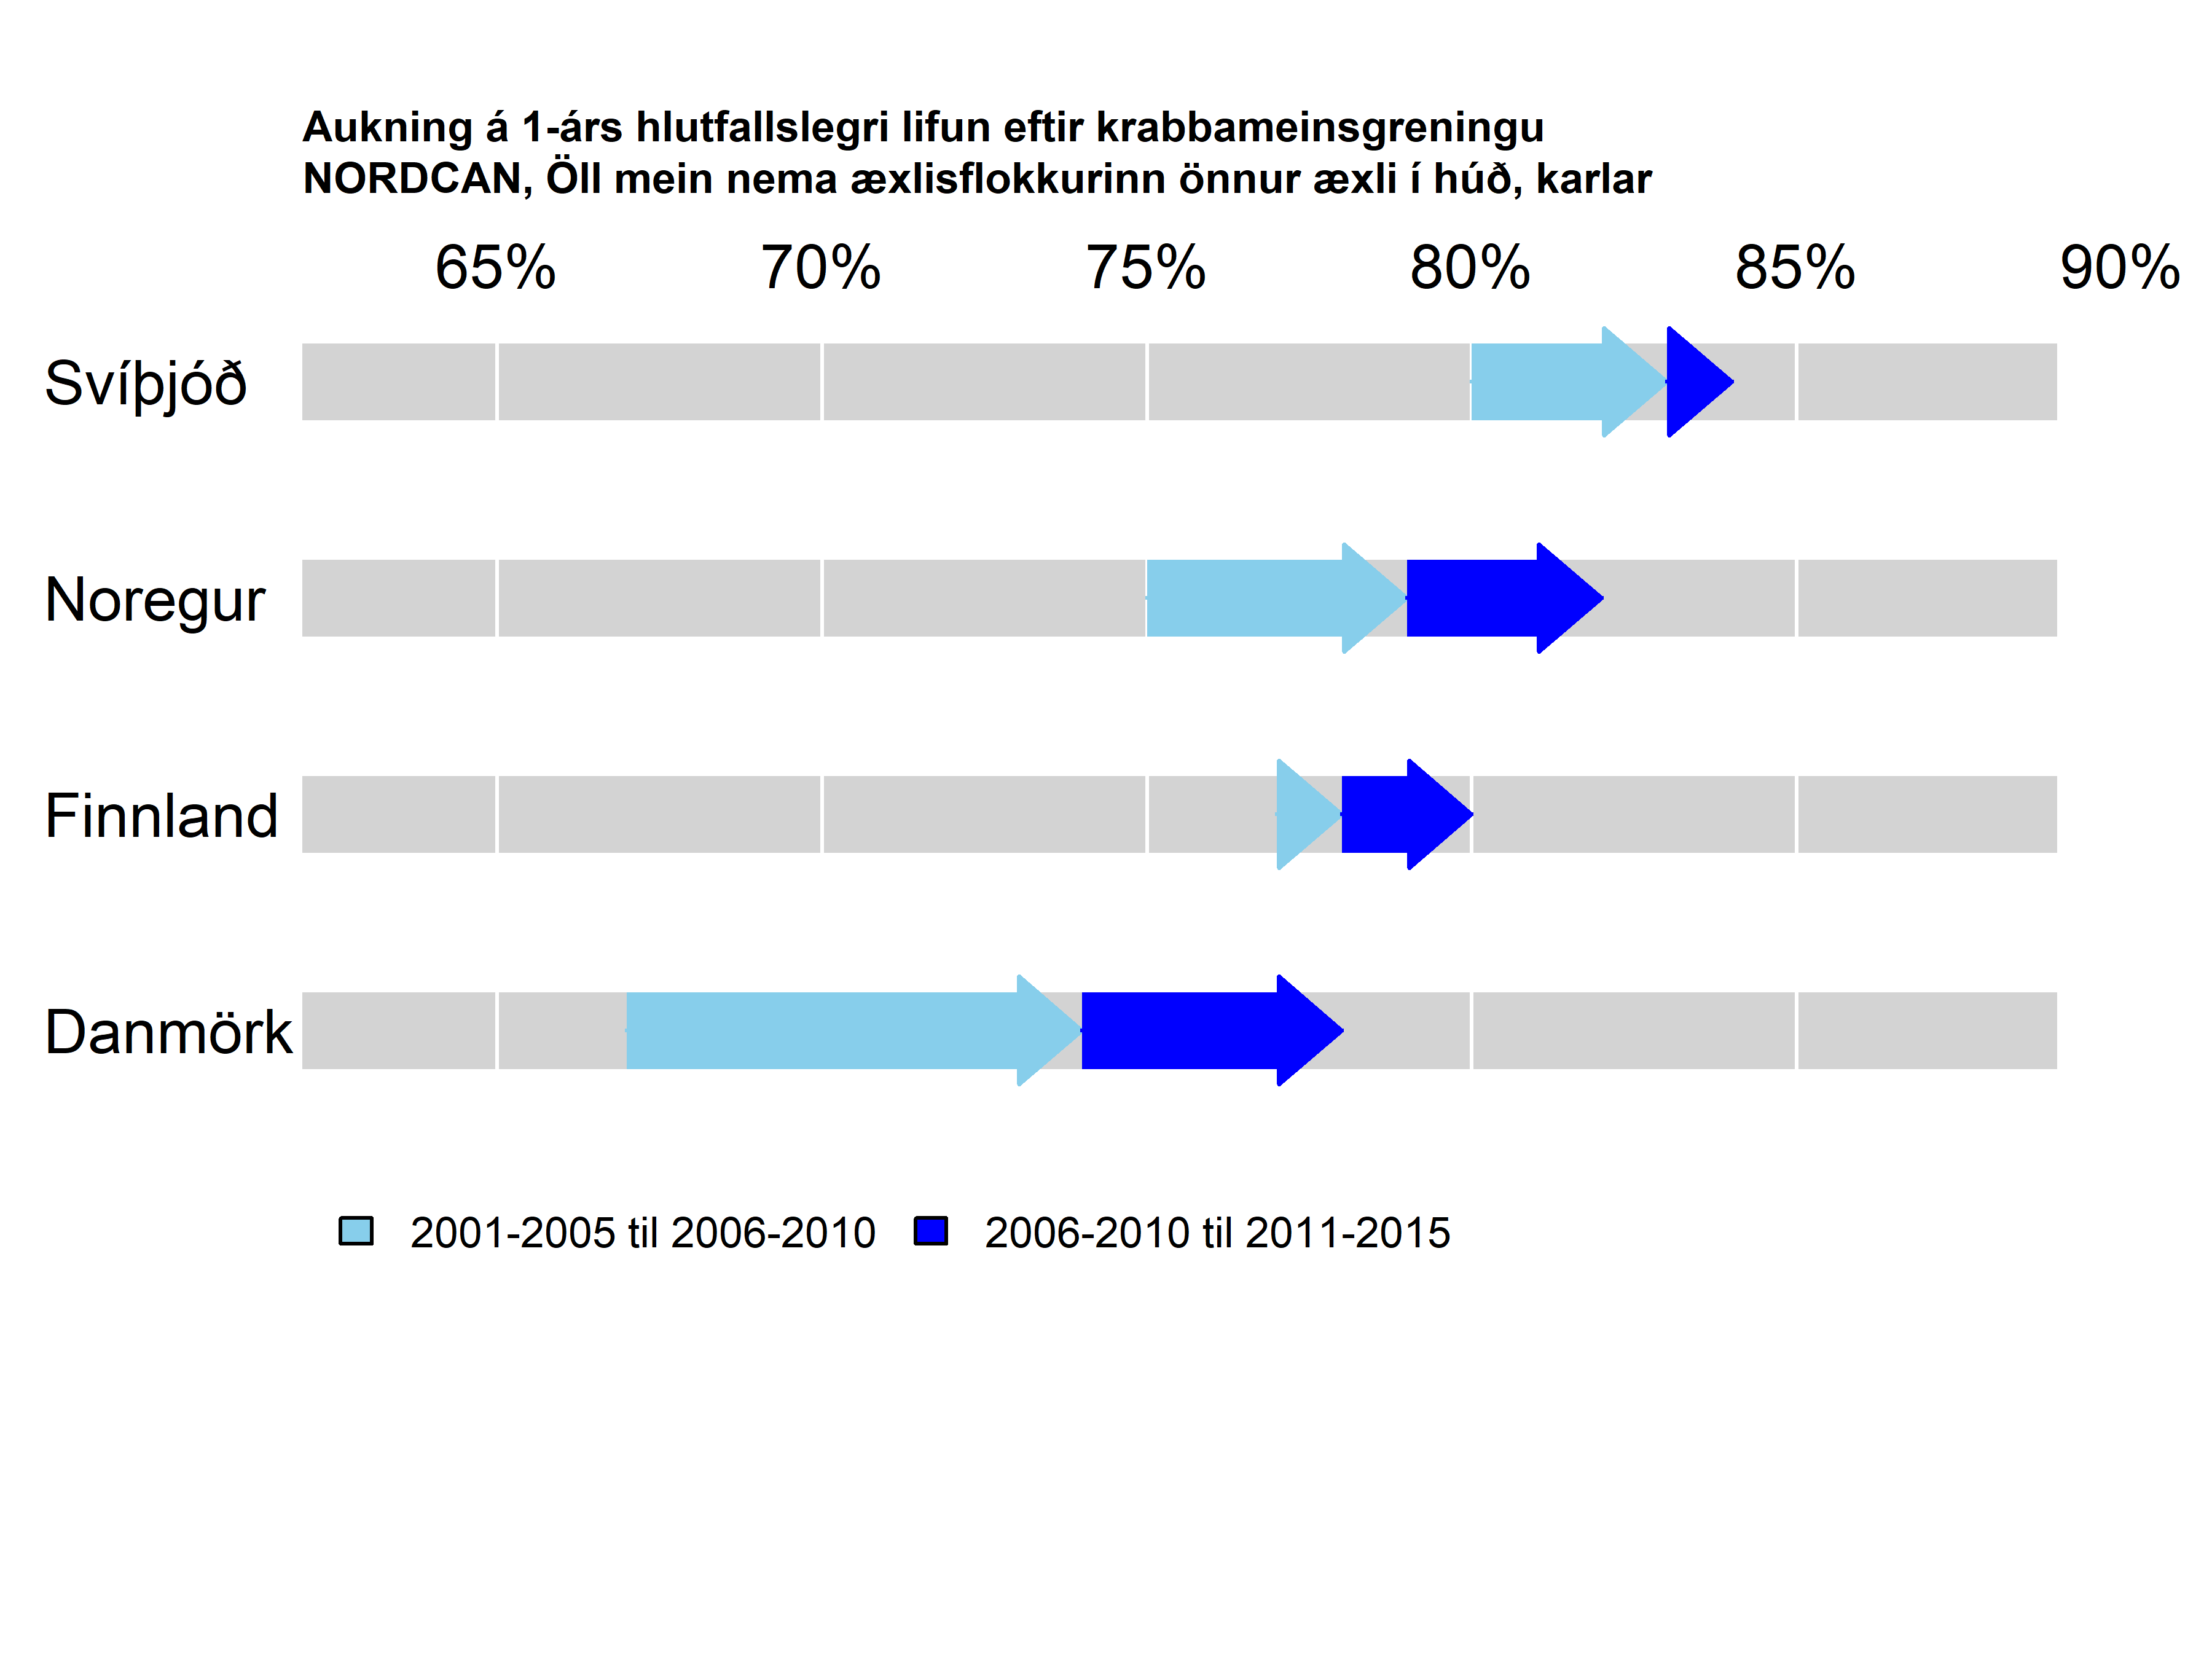 Aukning á 1-árs hlutfallslegri lifun eftir krabbameinsgreningu
NORDCAN, Öll mein nema æxlisflokkurinn önnur æxli í húð, karlar
65% 70% 75% 80% 85% 90%
Svíþjóð
Noregur
Finnland
Danmörk
2001-2005 til 2006-2010 2006-2010 til 2011-2015